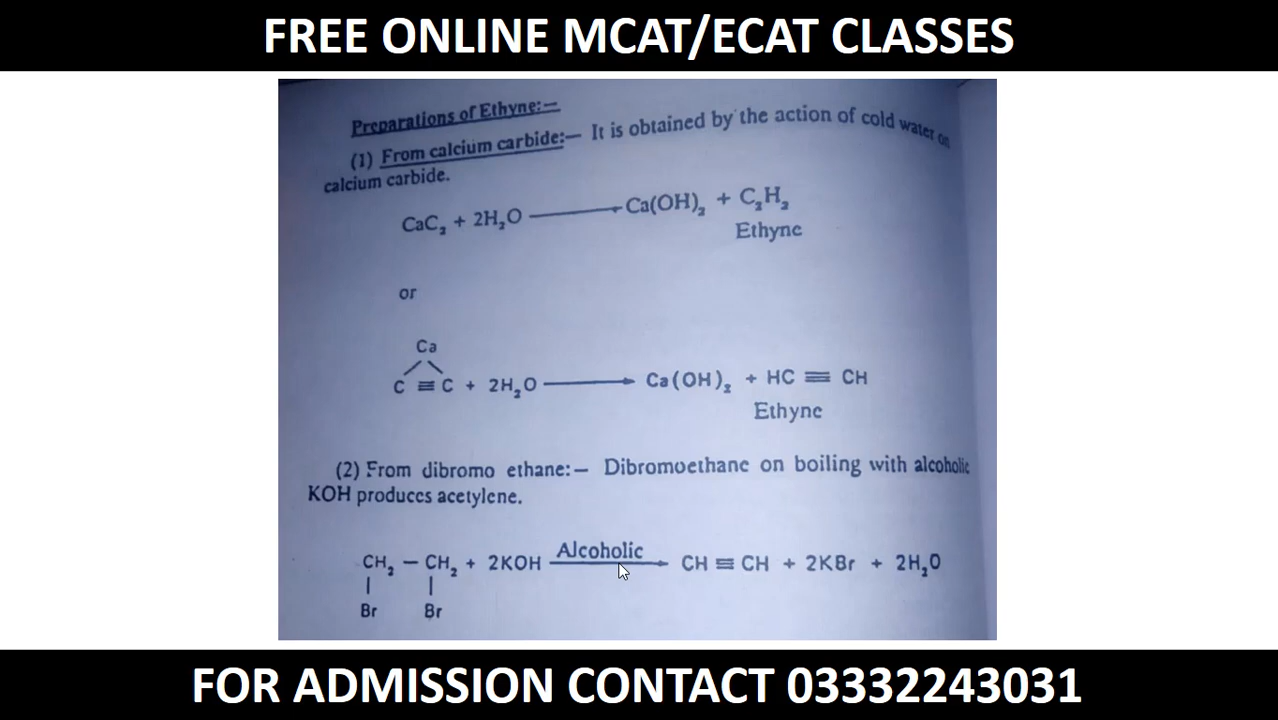 FREE ONLINE MCAT/ECAT CLASSES
Preparations of Ethyne:—
(1) From calcium carbide:— It is obtained by the action of cold water on
calcium carbide.
CaC₂ + 2H₂O ⟶ Ca(OH)₂ + C₂H₂
Ethyne
or
Ca
C ≡ C + 2H₂O ⟶ Ca(OH)₂ + HC ≡ CH
Ethyne
(2) From dibromo ethane:— Dibromoethane on boiling with alcoholic
KOH produces acetylene.
Alcoholic
CH₂ — CH₂ + 2KOH ⟶ CH ≡ CH + 2KBr + 2H₂O
Br Br
FOR ADMISSION CONTACT 03332243031